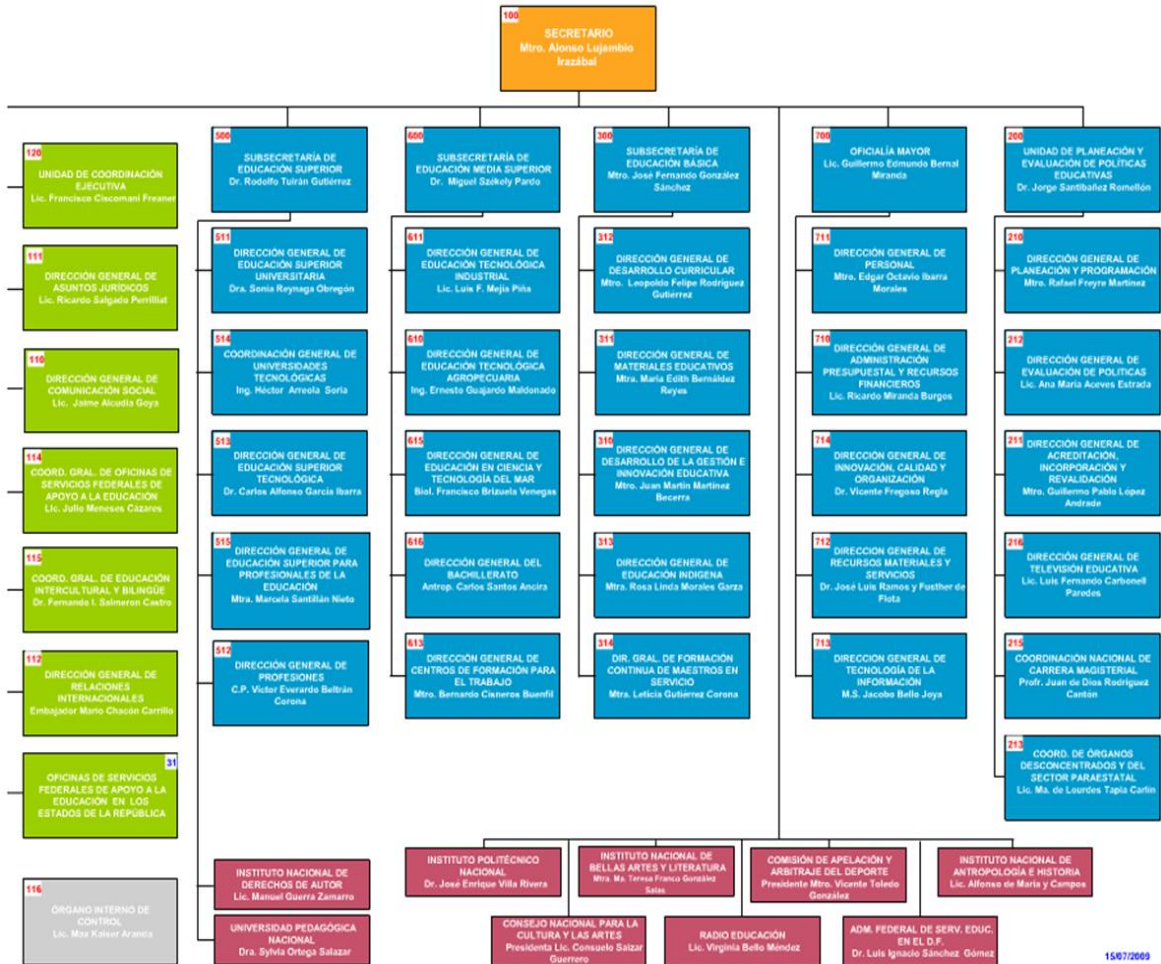 100
SECRETARIO
Mtro. Alonso Lujambio
Irazábal
120
UNIDAD DE COORDINACIÓN
EJECUTIVA
Lic. Francisco Ciscomani Freaner
111
DIRECCIÓN GENERAL DE
ASUNTOS JURÍDICOS
Lic. Ricardo Salgado Perrilliat
110
DIRECCIÓN GENERAL DE
COMUNICACIÓN SOCIAL
Lic. Jaime Alcudia Goya
114
COORD. GRAL. DE OFICINAS DE
SERVICIOS FEDERALES DE
APOYO A LA EDUCACIÓN
Lic. Julio Meneses Cázares
115
COORD. GRAL. DE EDUCACIÓN
INTERCULTURAL Y BILINGÜE
Dr. Fernando I. Salmeron Castro
112
DIRECCIÓN GENERAL DE
RELACIONES
INTERNACIONALES
Embajador Mario Chacón Carrillo
31
OFICINAS DE SERVICIOS
FEDERALES DE APOYO A LA
EDUCACIÓN EN LOS
ESTADOS DE LA REPÚBLICA
116
ÓRGANO INTERNO DE
CONTROL
Lic. Max Kaiser Aranda
500
SUBSECRETARÍA DE
EDUCACIÓN SUPERIOR
Dr. Rodolfo Tuirán Gutiérrez
511
DIRECCIÓN GENERAL DE
EDUCACIÓN SUPERIOR
UNIVERSITARIA
Dra. Sonia Reynaga Obregón
514
COORDINACIÓN GENERAL DE
UNIVERSIDADES
TECNOLÓGICAS
Ing. Héctor Arreola Soria
513
DIRECCIÓN GENERAL DE
EDUCACIÓN SUPERIOR
TECNOLÓGICA
Dr. Carlos Alfonso García Ibarra
515
DIRECCIÓN GENERAL DE
EDUCACIÓN SUPERIOR PARA
PROFESIONALES DE LA
EDUCACIÓN
Mtra. Marcela Santillán Nieto
512
DIRECCIÓN GENERAL DE
PROFESIONES
C.P. Víctor Everardo Beltrán
Corona
INSTITUTO NACIONAL DE
DERECHOS DE AUTOR
Lic. Manuel Guerra Zamarro
UNIVERSIDAD PEDAGÓGICA
NACIONAL
Dra. Sylvia Ortega Salazar
600
SUBSECRETARÍA DE
EDUCACIÓN MEDIA SUPERIOR
Dr. Miguel Székely Pardo
611
DIRECCIÓN GENERAL DE
EDUCACIÓN TECNOLÓGICA
INDUSTRIAL
Lic. Luis F. Mejía Piña
610
DIRECCIÓN GENERAL DE
EDUCACIÓN TECNOLÓGICA
AGROPECUARIA
Ing. Ernesto Guajardo Maldonado
615
DIRECCIÓN GENERAL DE
EDUCACIÓN EN CIENCIA Y
TECNOLOGÍA DEL MAR
Biol. Francisco Brizuela Venegas
616
DIRECCIÓN GENERAL DEL
BACHILLERATO
Antrop. Carlos Santos Ancira
613
DIRECCIÓN GENERAL DE
CENTROS DE FORMACIÓN PARA
EL TRABAJO
Mtro. Bernardo Cisneros Buenfil
300
SUBSECRETARÍA DE
EDUCACIÓN BÁSICA
Mtro. José Fernando González
Sánchez
312
DIRECCIÓN GENERAL DE
DESARROLLO CURRICULAR
Mtro. Leopoldo Felipe Rodríguez
Gutiérrez
311
DIRECCIÓN GENERAL DE
MATERIALES EDUCATIVOS
Mtra. María Edith Bernáldez
Reyes
310
DIRECCIÓN GENERAL DE
DESARROLLO DE LA GESTIÓN E
INNOVACIÓN EDUCATIVA
Mtro. Juan Martín Martínez
Becerra
313
DIRECCIÓN GENERAL DE
EDUCACIÓN INDIGENA
Mtra. Rosa Linda Morales Garza
314
DIR. GRAL. DE FORMACIÓN
CONTINUA DE MAESTROS EN
SERVICIO
Mtra. Leticia Gutiérrez Corona
700
OFICIALÍA MAYOR
Lic. Guillermo Edmundo Bernal
Miranda
711
DIRECCIÓN GENERAL DE
PERSONAL
Mtro. Edgar Octavio Ibarra
Morales
710
DIRECCIÓN GENERAL DE
ADMINISTRACIÓN
PRESUPUESTAL Y RECURSOS
FINANCIEROS
Lic. Ricardo Miranda Burgos
714
DIRECCIÓN GENERAL DE
INNOVACIÓN, CALIDAD Y
ORGANIZACIÓN
Dr. Vicente Fregoso Regla
712
DIRECCION GENERAL DE
RECURSOS MATERIALES Y
SERVICIOS
Dr. José Luis Ramos y Fusther de
Flota
713
DIRECCIÓN GENERAL DE
TECNOLOGÍA DE LA
INFORMACIÓN
M.S. Jacobo Bello Joya
200
UNIDAD DE PLANEACIÓN Y
EVALUACIÓN DE POLÍTICAS
EDUCATIVAS
Dr. Jorge Santibañez Romellón
210
DIRECCIÓN GENERAL DE
PLANEACIÓN Y PROGRAMACIÓN
Mtro. Rafael Freyre Martínez
212
DIRECCIÓN GENERAL DE
EVALUACIÓN DE POLITICAS
Lic. Ana María Aceves Estrada
211
DIRECCIÓN GENERAL DE
ACREDITACIÓN,
INCORPORACIÓN Y
REVALIDACIÓN
Mtro. Guillermo Pablo López
Andrade
216
DIRECCIÓN GENERAL DE
TELEVISIÓN EDUCATIVA
Lic. Luis Fernando Carbonell
Paredes
215
COORDINACIÓN NACIONAL DE
CARRERA MAGISTERIAL
Profr. Juan de Dios Rodríguez
Cantón
213
COORD. DE ÓRGANOS
DESCONCENTRADOS Y DEL
SECTOR PARAESTATAL
Lic. Ma. de Lourdes Tapia Carlín
INSTITUTO POLITÉCNICO
NACIONAL
Dr. José Enrique Villa Rivera
INSTITUTO NACIONAL DE
BELLAS ARTES Y LITERATURA
Mtra. Ma. Teresa Franco González
Salas
COMISIÓN DE APELACIÓN Y
ARBITRAJE DEL DEPORTE
Presidente Mtro. Vicente Toledo
González
INSTITUTO NACIONAL DE
ANTROPOLOGÍA E HISTORIA
Lic. Alfonso de María y Campos
CONSEJO NACIONAL PARA LA
CULTURA Y LAS ARTES
Presidenta Lic. Consuelo Saizar
Guerrero
RADIO EDUCACIÓN
Lic. Virginia Bello Méndez
ADM. FEDERAL DE SERV. EDUC.
EN EL D.F.
Dr. Luis Ignacio Sánchez Gómez
15/07/2009